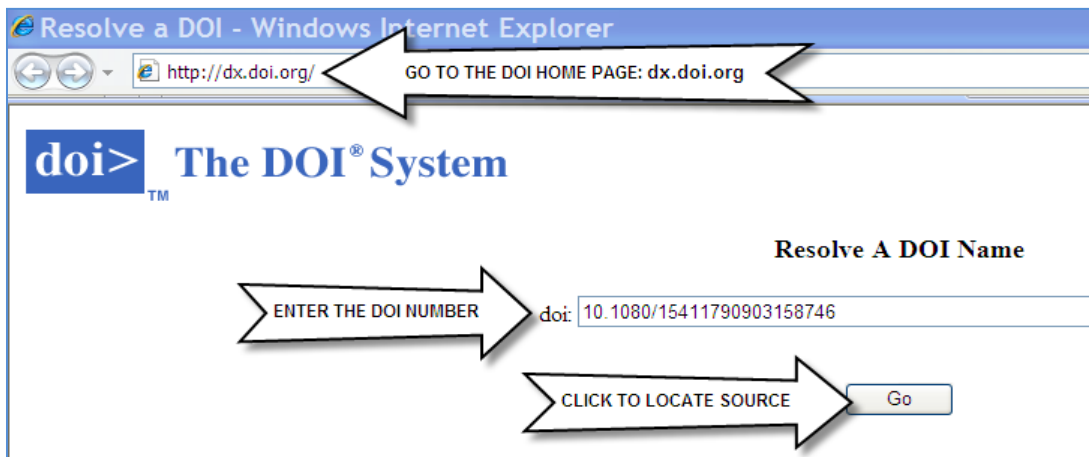 Resolve a DOI - Windows Internet Explorer
http://dx.doi.org/
GO TO THE DOI HOME PAGE: dx.doi.org
doi>
TM
The DOI® System
Resolve A DOI Name
ENTER THE DOI NUMBER
doi: 10.1080/15411790903158746
CLICK TO LOCATE SOURCE
Go